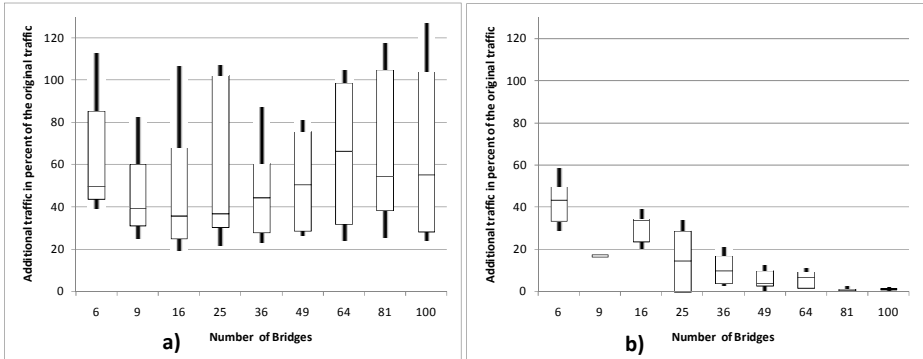 Additional traffic in percent of the original traffic
120
100
80
60
40
20
0
6 9 16 25 36 49 64 81 100
Number of Bridges
a)
Additional traffic in percent of the original traffic
120
100
80
60
40
20
0
6 9 16 25 36 49 64 81 100
Number of Bridges
b)